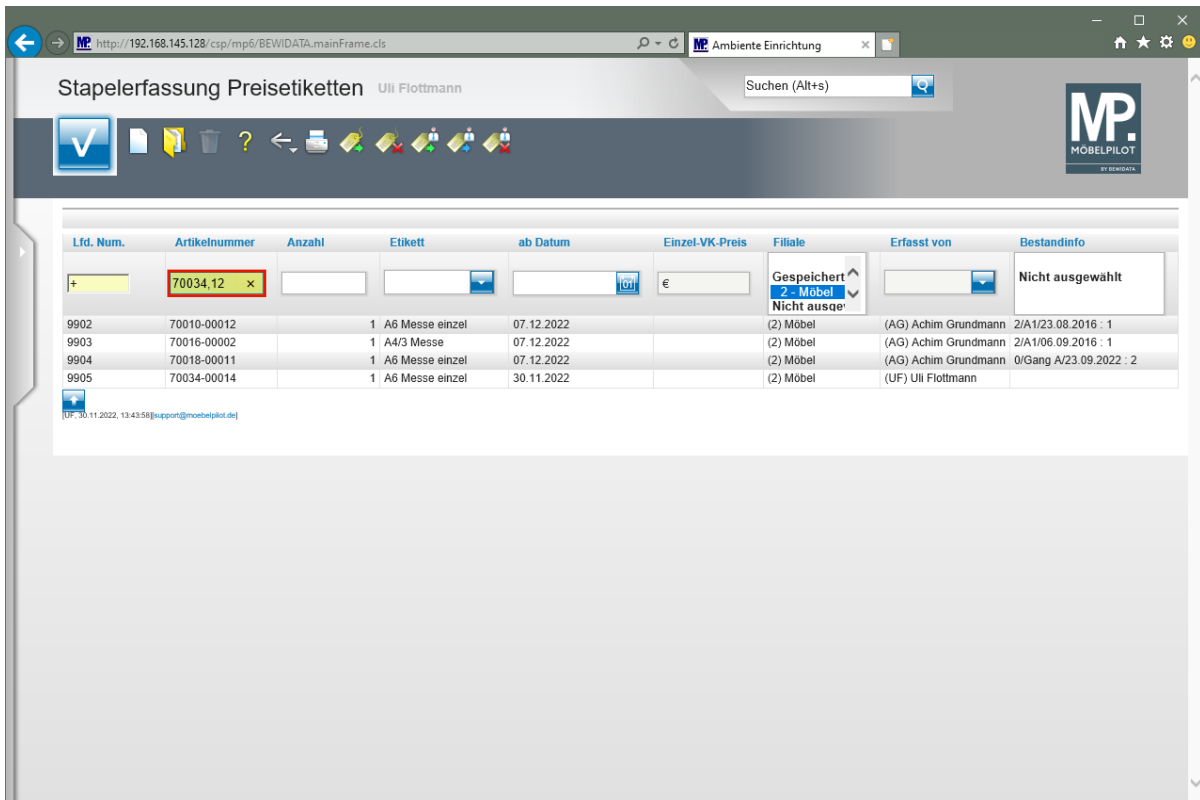 http://192.168.145.128/csp/mp6/BEWIDATA.mainFrame.cls
MP. Ambiente Einrichtung
Stapelerfassung Preisetiketten Uli Flottmann
Suchen (Alt+s)
MP.
MÖBELPILOT
BY BEWIDATA
Lfd. Num. Artikelnummer Anzahl Etikett ab Datum Einzel-VK-Preis Filiale Erfasst von Bestandinfo
+ 70034,12 €
Gespeichert
2 - Möbel
Nicht ausgew
Nicht ausgewählt
9902 70010-00012 1 A6 Messe einzel 07.12.2022 (2) Möbel (AG) Achim Grundmann 2/A1/23.08.2016 : 1
9903 70016-00002 1 A4/3 Messe 07.12.2022 (2) Möbel (AG) Achim Grundmann 2/A1/06.09.2016 : 1
9904 70018-00011 1 A6 Messe einzel 07.12.2022 (2) Möbel (AG) Achim Grundmann 0/Gang A/23.09.2022 : 2
9905 70034-00014 1 A6 Messe einzel 30.11.2022 (2) Möbel (UF) Uli Flottmann
[UF, 30.11.2022, 13:43:58][support@moebelpilot.de]